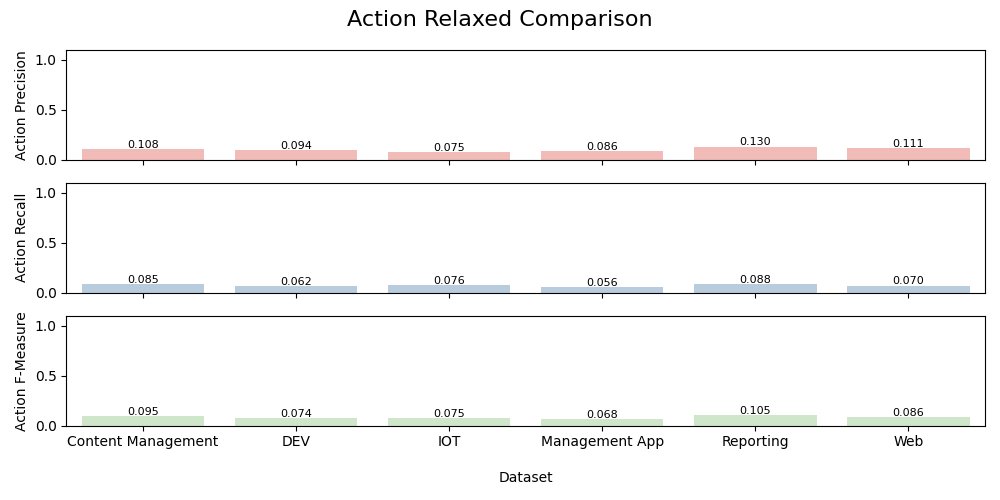 Action Relaxed Comparison
Action Precision
1.0
0.5
0.0
0.108 0.094 0.075 0.086 0.130 0.111
Action Recall
1.0
0.5
0.0
0.085 0.062 0.076 0.056 0.088 0.070
Action F-Measure
1.0
0.5
0.0
0.095 0.074 0.075 0.068 0.105 0.086
Content Management DEV IOT Management App Reporting Web
Dataset